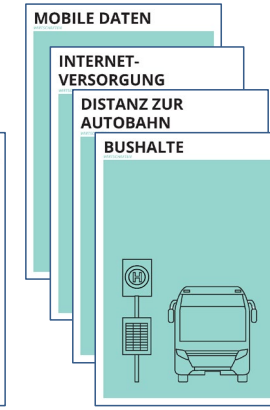 MOBILE DATEN
INTERNET-
VERSORGUNG
DISTANZ ZUR
AUTOBAHN
BUSHALTE
H